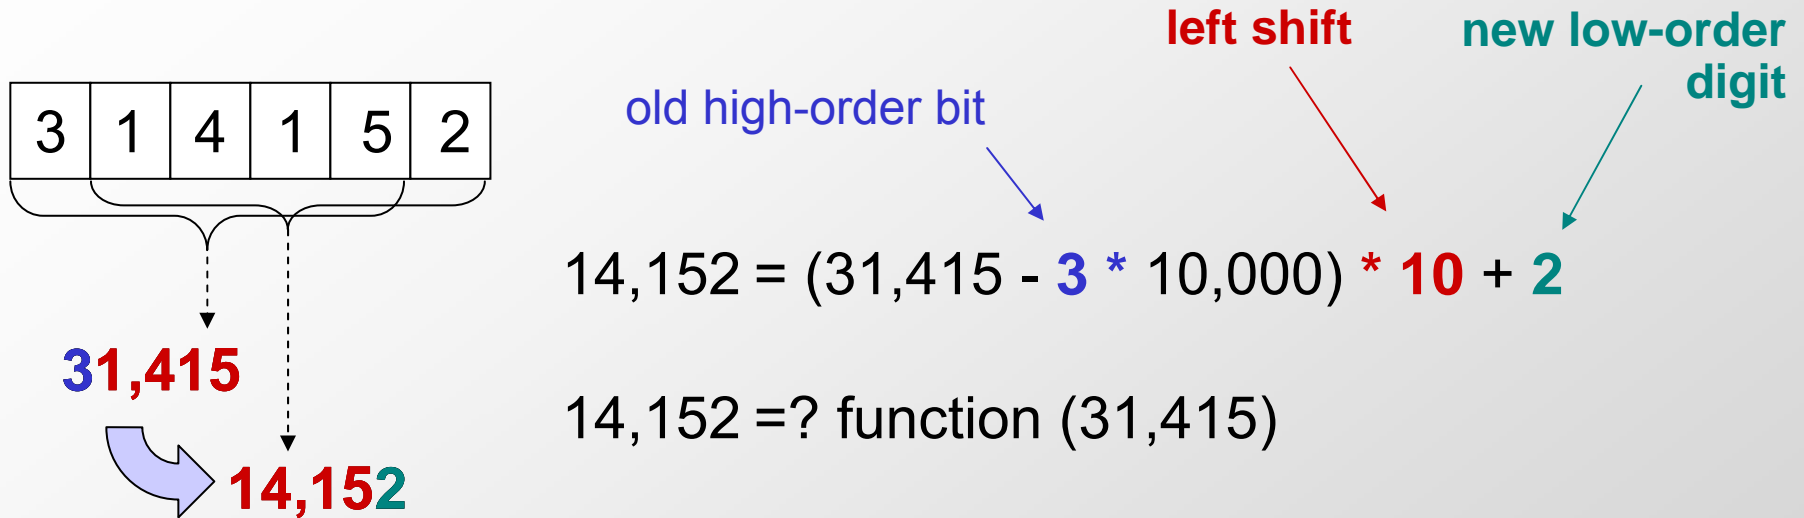 left shift
new low-order
digit
old high-order bit
3 1 4 1 5 2
14,152 = (31,415 - 3 * 10,000) * 10 + 2
31,415
14,152 =? function (31,415)
14,152